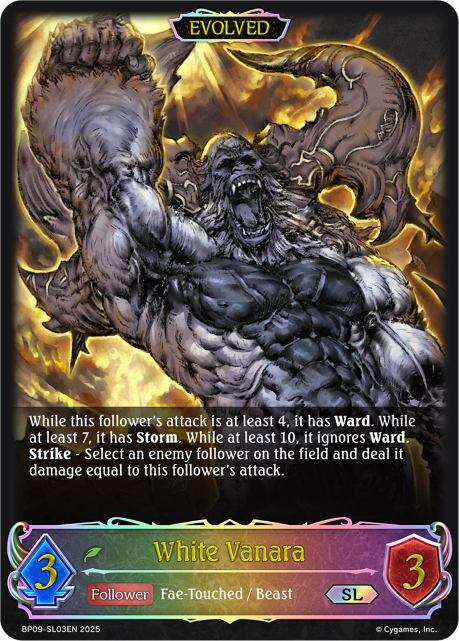 EVOLVED
While this follower's attack is at least 4, it has Ward. While
at least 7, it has Storm. While at least 10, it ignores Ward.
Strike - Select an enemy follower on the field and deal it
damage equal to this follower's attack.
White Vanara
3
3
Follower Fae-Touched / Beast
SL
BP09-SL03EN 2025
© Cygames, Inc.